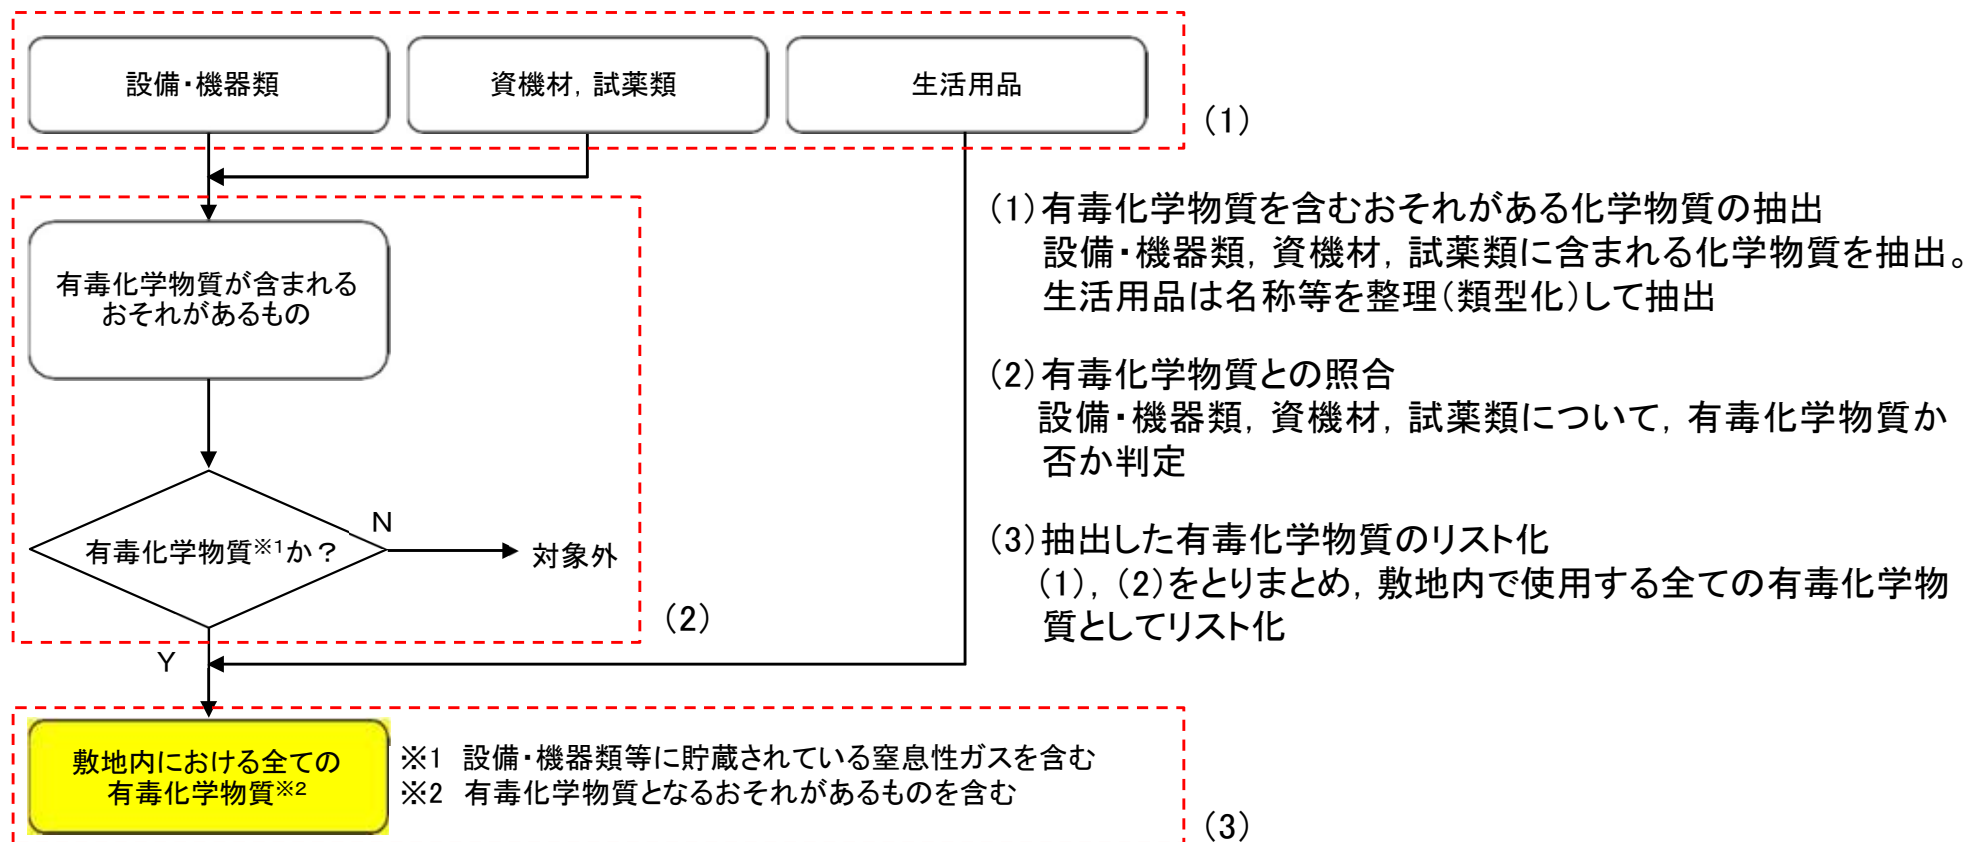 設備・機器類
資機材，試薬類
生活用品
（1）
有毒化学物質が含まれる
おそれがあるもの
有毒化学物質※1か？
N
対象外
（2）
Y
敷地内における全ての
有毒化学物質※2
※1　設備・機器類等に貯蔵されている窒息性ガスを含む
※2　有毒化学物質となるおそれがあるものを含む
（3）
（1）有毒化学物質を含むおそれがある化学物質の抽出
設備・機器類，資機材，試薬類に含まれる化学物質を抽出。
生活用品は名称等を整理（類型化）して抽出
（2）有毒化学物質との照合
設備・機器類，資機材，試薬類について，有毒化学物質か
否か判定
（3）抽出した有毒化学物質のリスト化
（1），（2）をとりまとめ，敷地内で使用する全ての有毒化学物
質としてリスト化